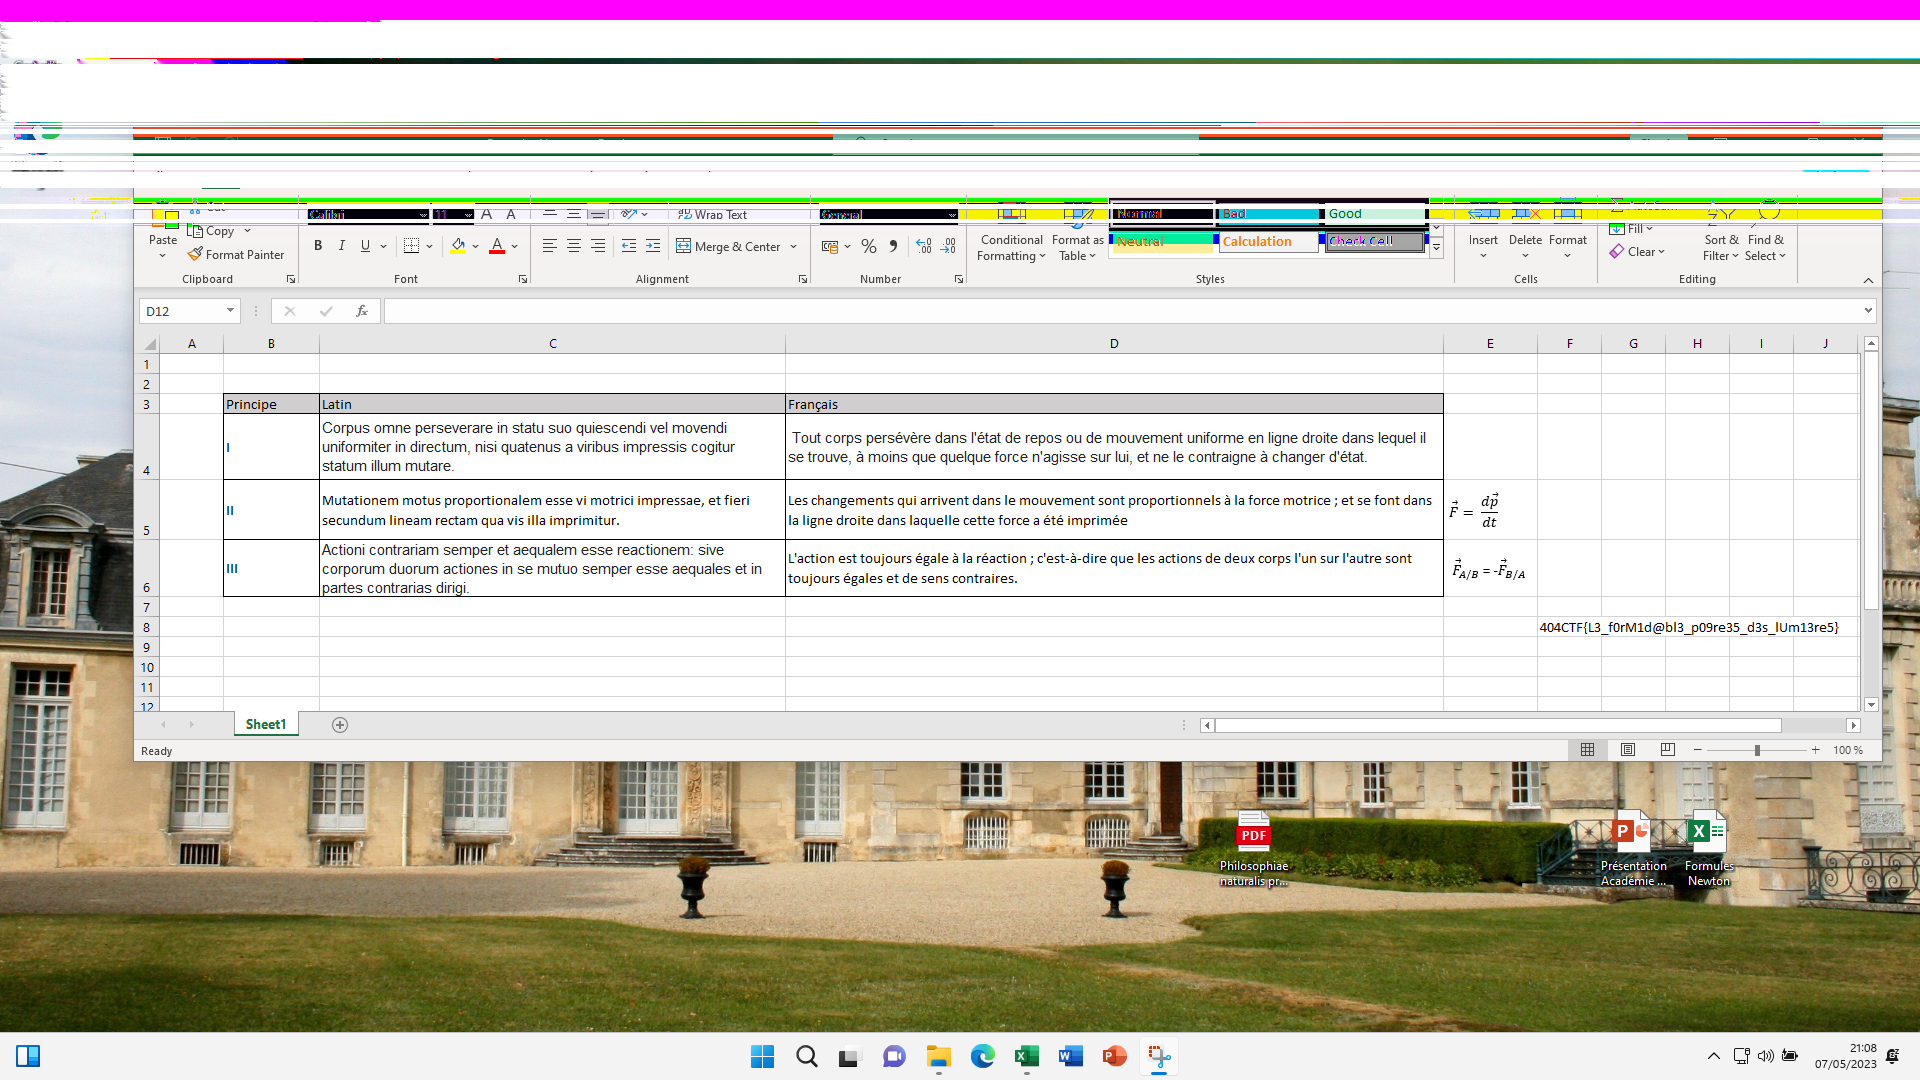 Calibri 11 Wrap Text General Normal Bad Good
Paste Copy Merge & Center Conditional Formatting Format as Table Neutral Calculation Check Cell Insert Delete Format Fill Sort & Filter Find & Select
Format Painter Clear
Clipboard Font Alignment Number Styles Cells Editing
D12 fx
A B C D E F G H I J
1
2
3 Principe Latin Français
4 I Corpus omne perseverare in statu suo quiescendi vel movendi
uniformiter in directum, nisi quatenus a viribus impressis cogitur
statum illum mutare.
Tout corps persévère dans l'état de repos ou de mouvement uniforme en ligne droite dans lequel il
se trouve, à moins que quelque force n'agisse sur lui, et ne le contraigne à changer d'état.
5 II Mutationem motus proportionalem esse vi motrici impressae, et fieri
secundum lineam rectam qua vis illa imprimitur.
Les changements qui arrivent dans le mouvement sont proportionnels à la force motrice ; et se font dans
la ligne droite dans laquelle cette force a été imprimée
F⃗ = dp⃗/dt
6 III Actioni contrariam semper et aequalem esse reactionem: sive
corporum duorum actiones in se mutuo semper esse aequales et in
partes contrarias dirigi.
L'action est toujours égale à la réaction ; c'est-à-dire que les actions de deux corps l'un sur l'autre sont
toujours égales et de sens contraires.
F⃗A/B = -F⃗B/A
7
8 404CTF{L3_f0rM1d@bl3_p09re35_d3s_lUm13re5}
9
10
11
12
Sheet1
Ready 100 %
PDF
Philosophiae
naturalis pr...
Présentation
Académie ...
Formules
Newton
21:08
07/05/2023